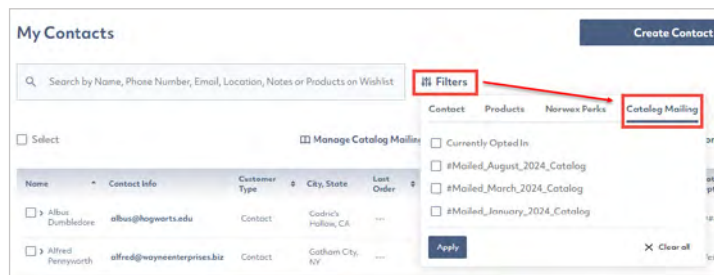 My Contacts
Create Contact
Search by Name, Phone Number, Email, Location, Notes or Products on Wishlist
Filters
Contact Products Norwex Perks Catalog Mailing
Select
Manage Catalog Mailing
Currently Opted In
#Mailed_August_2024_Catalog
#Mailed_March_2024_Catalog
#Mailed_January_2024_Catalog
Name Contact Info Customer Type City, State Last Order
Albus Dumbledore albus@hogwarts.edu Contact Godric's Hollow, CA ---
Alfred Pennyworth alfred@wayneenterprises.biz Contact Gotham City, NY ---
Apply
Clear all